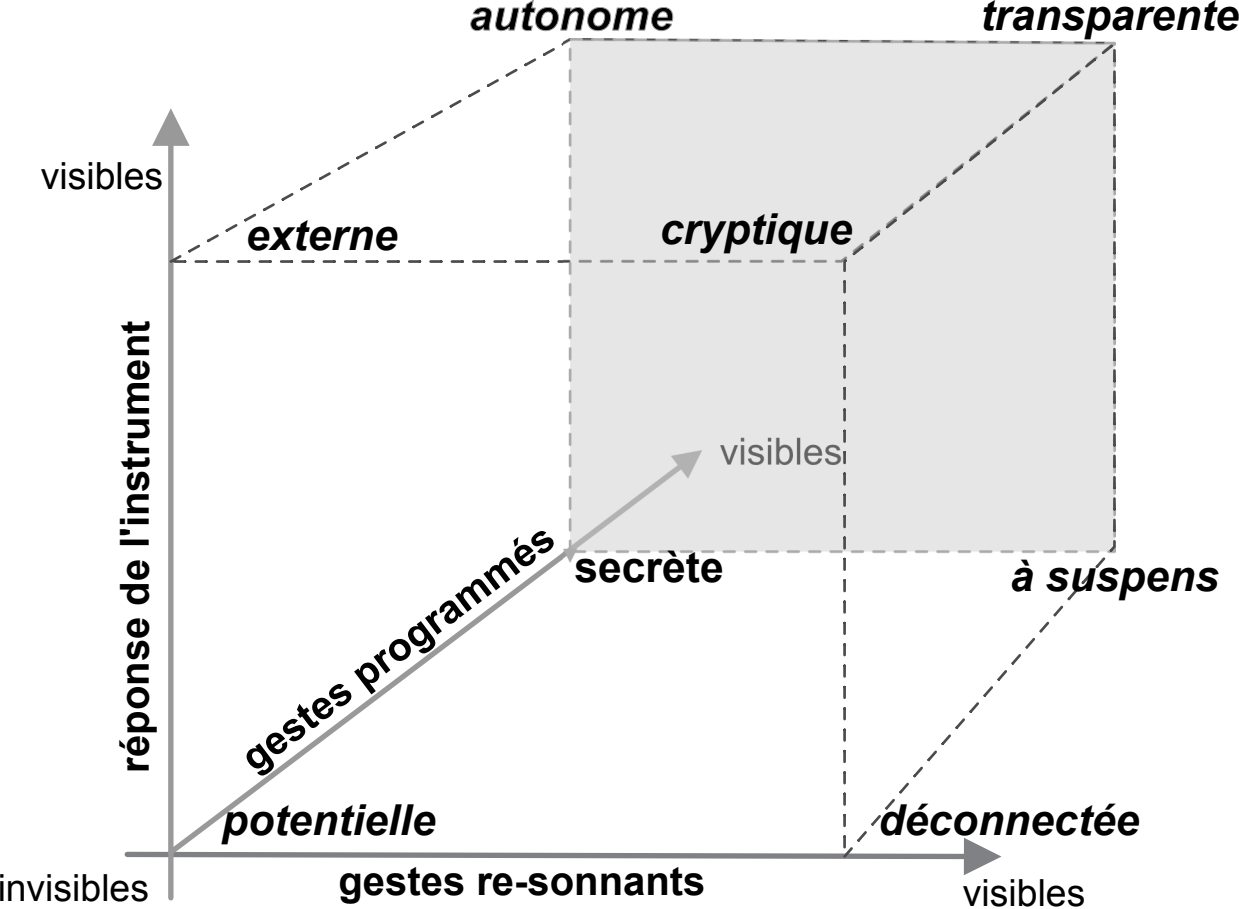 autonome
transparente
visibles
externe
cryptique
réponse de l'instrument
visibles
gestes programmés
secrète
à suspens
potentielle
déconnectée
invisibles
gestes re-sonnants
visibles